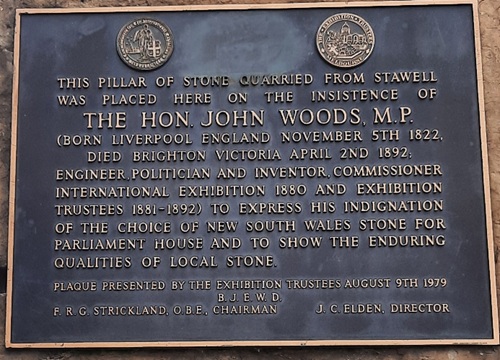 THIS PILLAR OF STONE QUARRIED FROM STAWELL
WAS PLACED HERE ON THE INSISTENCE OF
THE HON. JOHN WOODS, M.P.
(BORN LIVERPOOL ENGLAND NOVEMBER 5TH 1822,
DIED BRIGHTON VICTORIA APRIL 2ND 1892;
ENGINEER, POLITICIAN AND INVENTOR, COMMISSIONER
INTERNATIONAL EXHIBITION 1880 AND EXHIBITION
TRUSTEES 1881-1892) TO EXPRESS HIS INDIGNATION
OF THE CHOICE OF NEW SOUTH WALES STONE FOR
PARLIAMENT HOUSE AND TO SHOW THE ENDURING
QUALITIES OF LOCAL STONE.
PLAQUE PRESENTED BY THE EXHIBITION TRUSTEES AUGUST 9TH 1979
B. J. E. W. D.
F. R. G. STRICKLAND, O.B.E., CHAIRMAN J. C. ELDEN, DIRECTOR